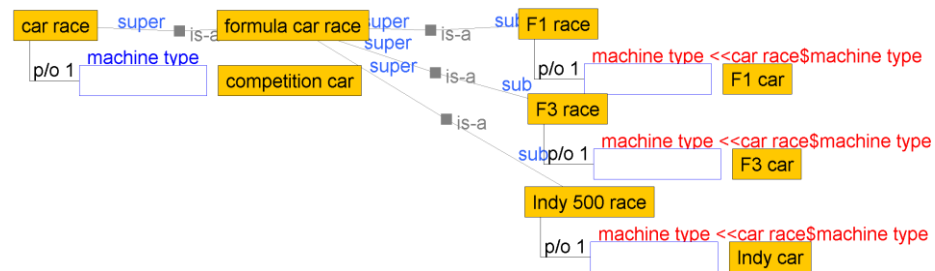 car race super is-a formula car race super is-a sub F1 race
p/o 1 machine type
competition car
super
super is-a sub F3 race
p/o 1 machine type <<car race$machine type
F1 car
is-a
sub p/o 1 machine type <<car race$machine type
F3 car
Indy 500 race
p/o 1 machine type <<car race$machine type
Indy car